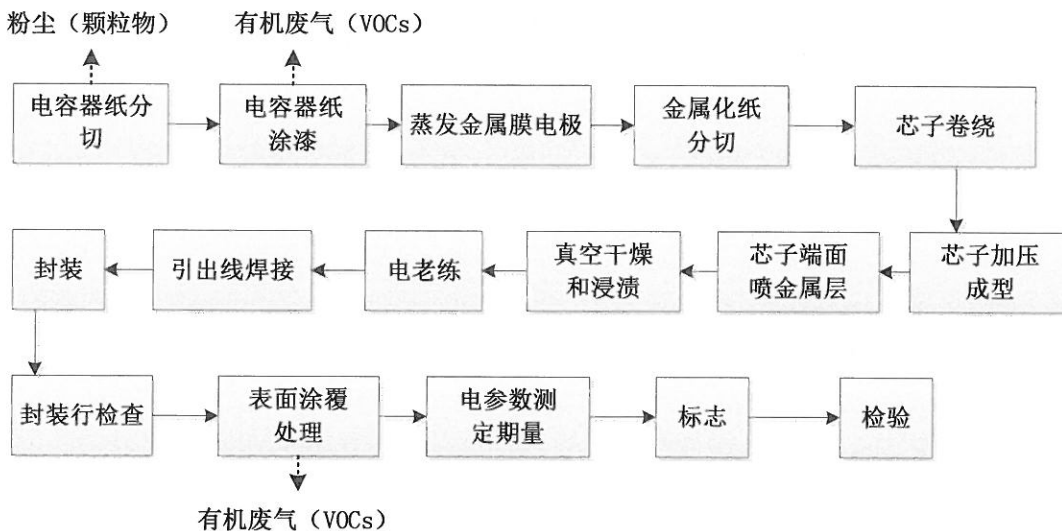 粉尘（颗粒物）
有机废气（VOCs）
电容器纸分
切
电容器纸
涂漆
蒸发金属膜电极
金属化纸
分切
芯子卷绕
封装
引出线焊接
电老练
真空干燥
和浸渍
芯子端面
喷金属层
芯子加压
成型
封装行检查
表面涂覆
处理
电参数测
定期量
标志
检验
有机废气（VOCs）